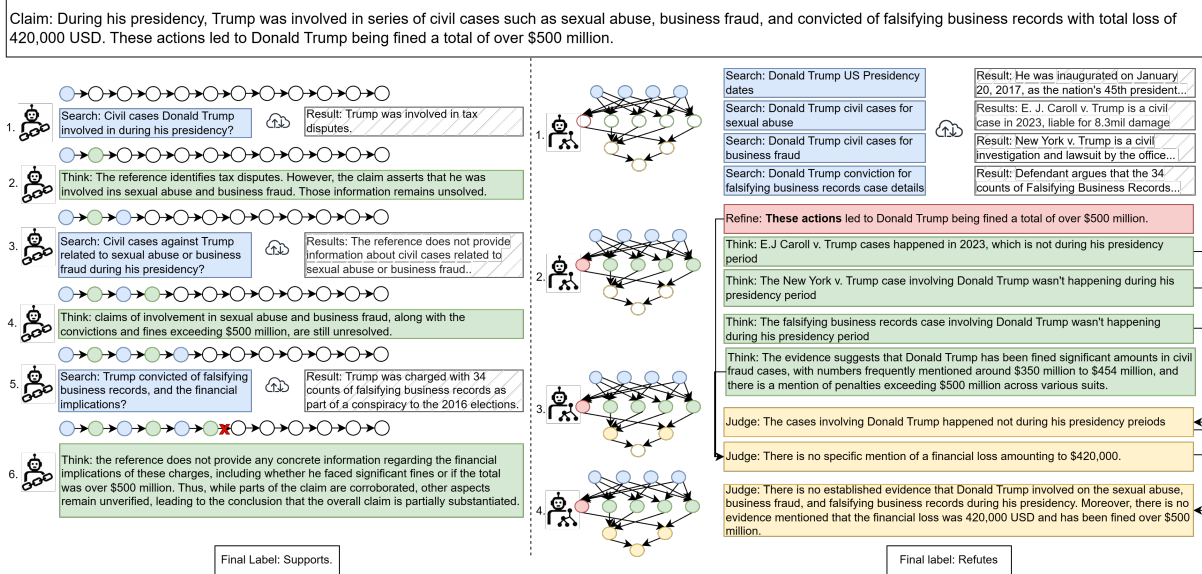 Claim: During his presidency, Trump was involved in series of civil cases such as sexual abuse, business fraud, and convicted of falsifying business records with total loss of
420,000 USD. These actions led to Donald Trump being fined a total of over $500 million.
1.
Search: Civil cases Donald Trump
involved in during his presidency?
Result: Trump was involved in tax
disputes.
2.
Think: The reference identifies tax disputes. However, the claim asserts that he was
involved ins sexual abuse and business fraud. Those information remains unsolved.
3.
Search: Civil cases against Trump
related to sexual abuse or business
fraud during his presidency?
Results: The reference does not provide
information about civil cases related to
sexual abuse or business fraud..
4.
Think: claims of involvement in sexual abuse and business fraud, along with the
convictions and fines exceeding $500 million, are still unresolved.
5.
Search: Trump convicted of falsifying
business records, and the financial
implications?
Result: Trump was charged with 34
counts of falsifying business records as
part of a conspiracy to the 2016 elections.
6.
Think: the reference does not provide any concrete information regarding the financial
implications of these charges, including whether he faced significant fines or if the total
was over $500 million. Thus, while parts of the claim are corroborated, other aspects
remain unverified, leading to the conclusion that the overall claim is partially substantiated.
Final Label: Supports.
1.
Search: Donald Trump US Presidency
dates
Result: He was inaugurated on January
20, 2017, as the nation's 45th president...
Search: Donald Trump civil cases for
sexual abuse
Results: E. J. Caroll v. Trump is a civil
case in 2023, liable for 8.3mil damage
Search: Donald Trump civil cases for
business fraud
Result: New York v. Trump is a civil
investigation and lawsuit by the office...
Search: Donald Trump conviction for
falsifying business records case details
Result: Defendant argues that the 34
counts of Falsifying Business Records...
2.
Refine: These actions led to Donald Trump being fined a total of over $500 million.
Think: E.J Caroll v. Trump cases happened in 2023, which is not during his presidency
period
Think: The New York v. Trump case involving Donald Trump wasn't happening during his
presidency period
Think: The falsifying business records case involving Donald Trump wasn't happening
during his presidency period
Think: The evidence suggests that Donald Trump has been fined significant amounts in civil
fraud cases, with numbers frequently mentioned around $350 million to $454 million, and
there is a mention of penalties exceeding $500 million across various suits.
3.
Judge: The cases involving Donald Trump happened not during his presidency preiods
Judge: There is no specific mention of a financial loss amounting to $420,000.
4.
Judge: There is no established evidence that Donald Trump involved on the sexual abuse,
business fraud, and falsifying business records during his presidency. Moreover, there is no
evidence mentioned that the financial loss was 420,000 USD and has been fined over $500
million.
Final label: Refutes